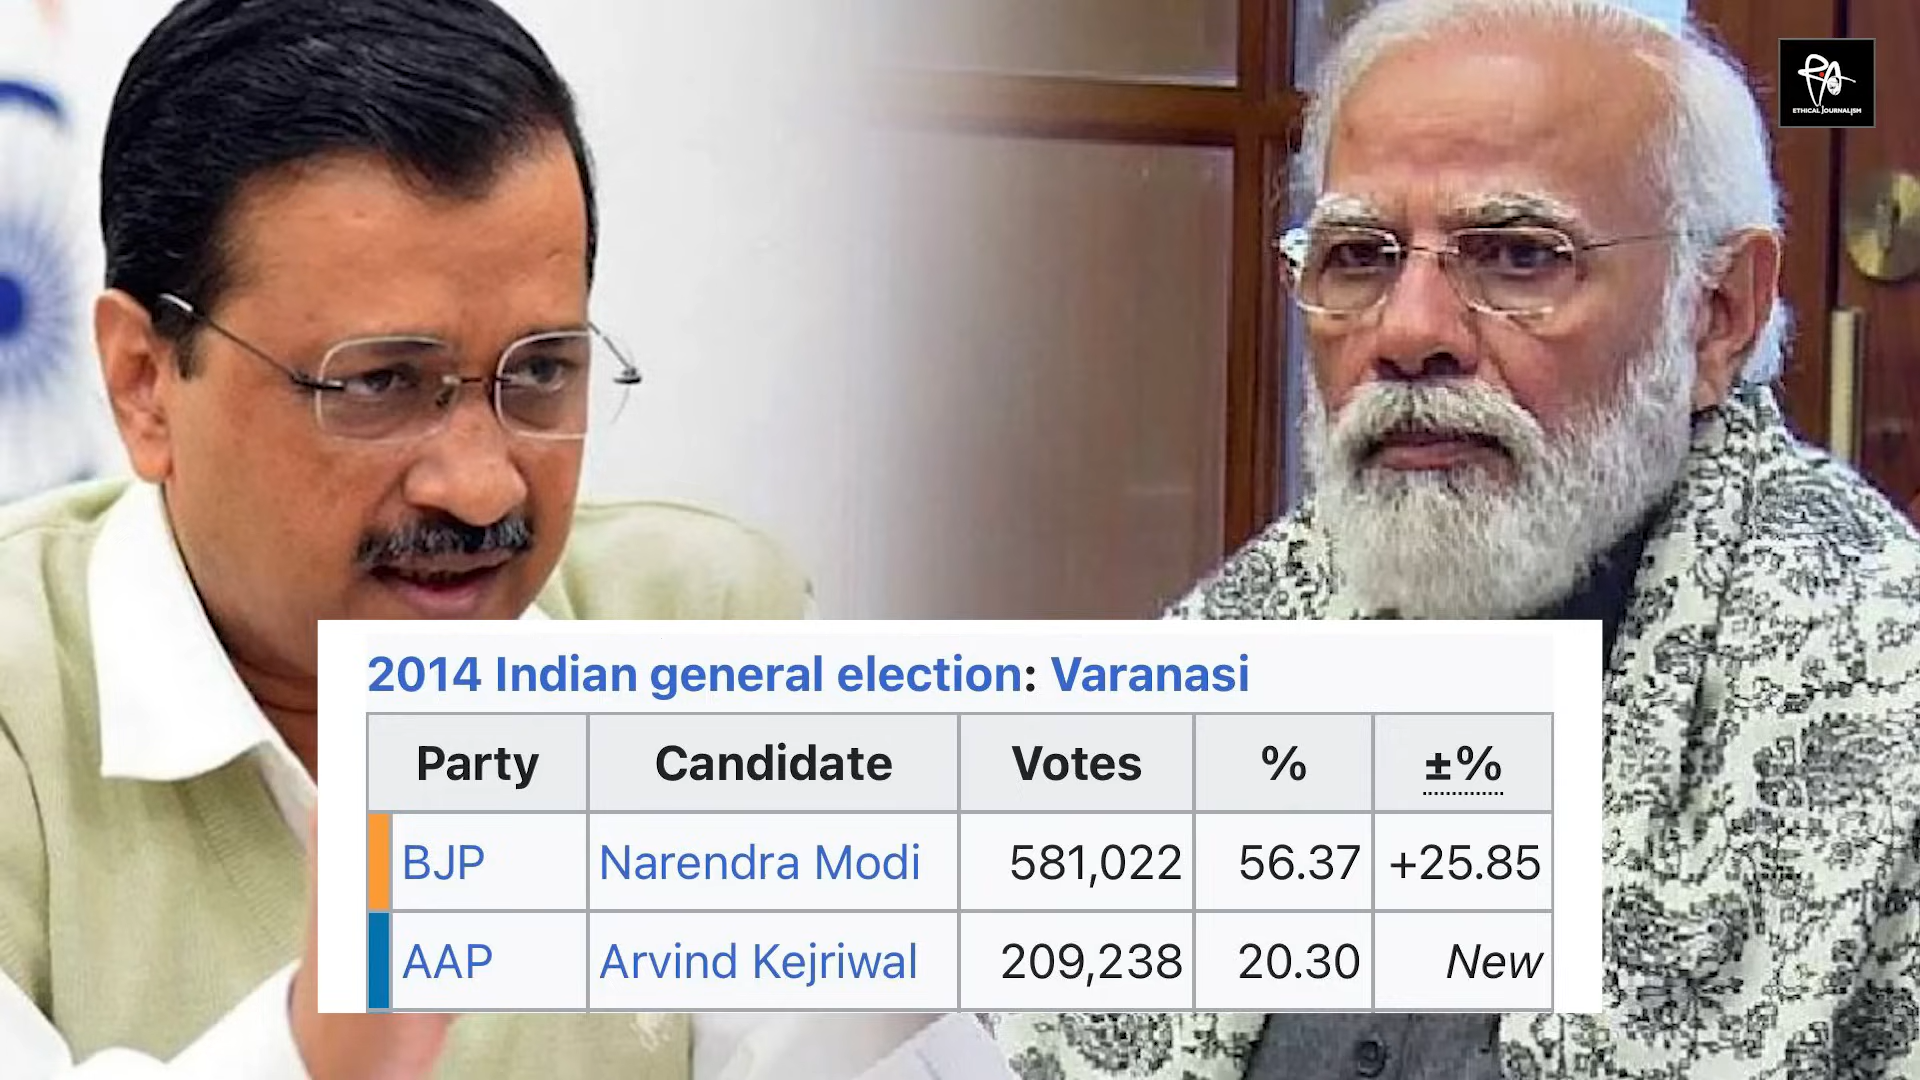 ETHICAL JOURNALISM
2014 Indian general election: Varanasi
Party Candidate Votes % ±%
BJP Narendra Modi 581,022 56.37 +25.85
AAP Arvind Kejriwal 209,238 20.30 New